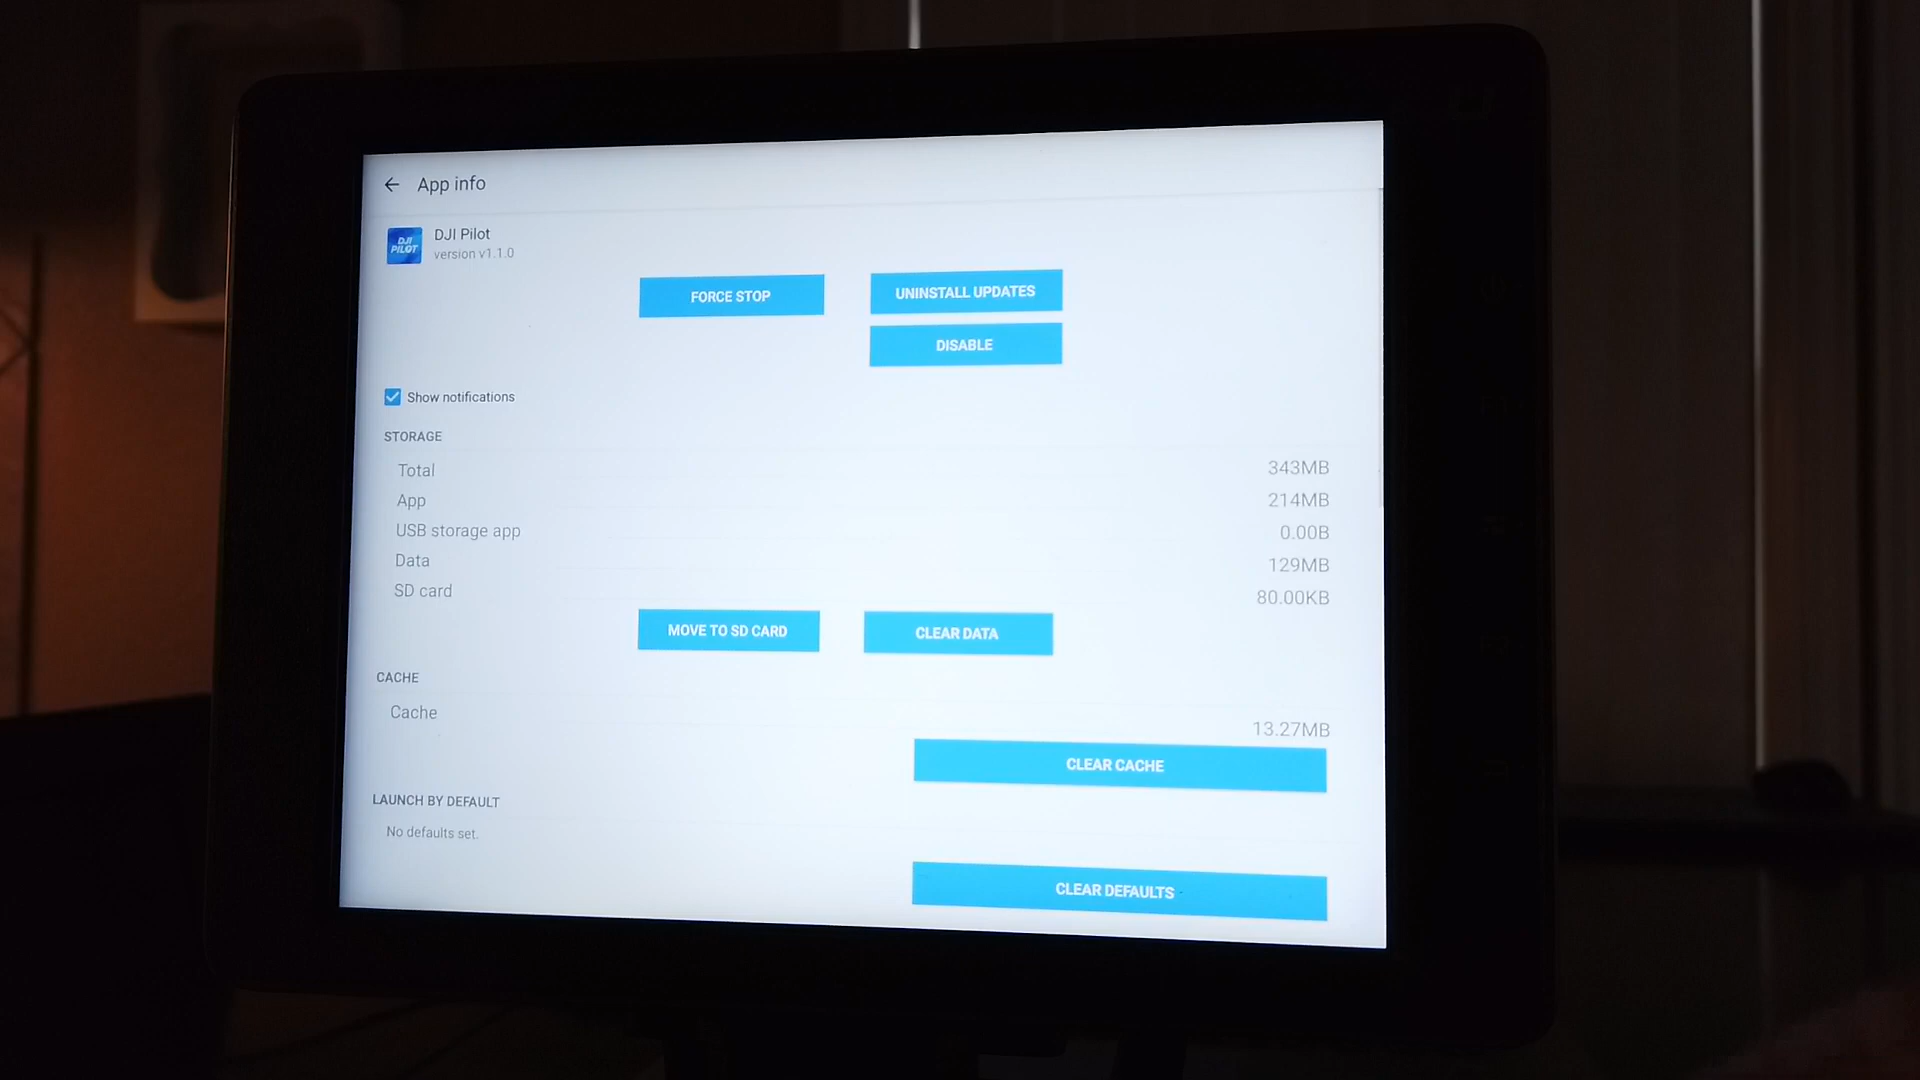 App info
DJI
PILOT
DJI Pilot
version v1.1.0
FORCE STOP
UNINSTALL UPDATES
DISABLE
Show notifications
STORAGE
Total 343MB
App 214MB
USB storage app 0.00B
Data 129MB
SD card 80.00KB
MOVE TO SD CARD
CLEAR DATA
CACHE
Cache 13.27MB
CLEAR CACHE
LAUNCH BY DEFAULT
No defaults set.
CLEAR DEFAULTS